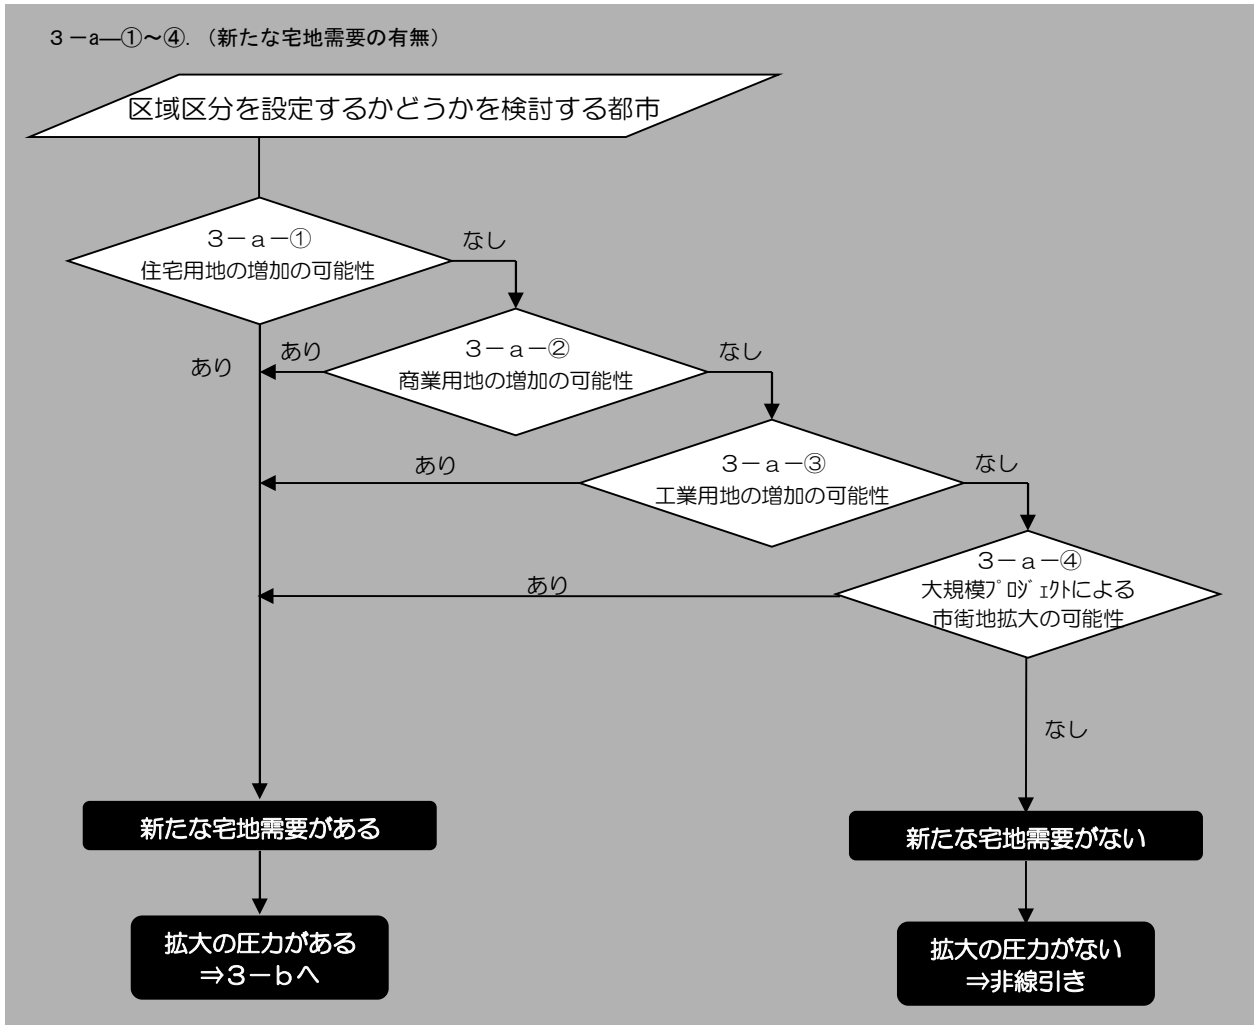 ３－a―①～④．（新たな宅地需要の有無）
区域区分を設定するかどうかを検討する都市
３－ａ－①
住宅用地の増加の可能性
なし
３－ａ－②
商業用地の増加の可能性
あり
あり
なし
３－ａ－③
工業用地の増加の可能性
あり
なし
３－ａ－④
大規模ﾌﾟﾛｼﾞｪｸﾄによる
市街地拡大の可能性
あり
なし
新たな宅地需要がある
新たな宅地需要がない
拡大の圧力がある
⇒３－ｂへ
拡大の圧力がない
⇒非線引き